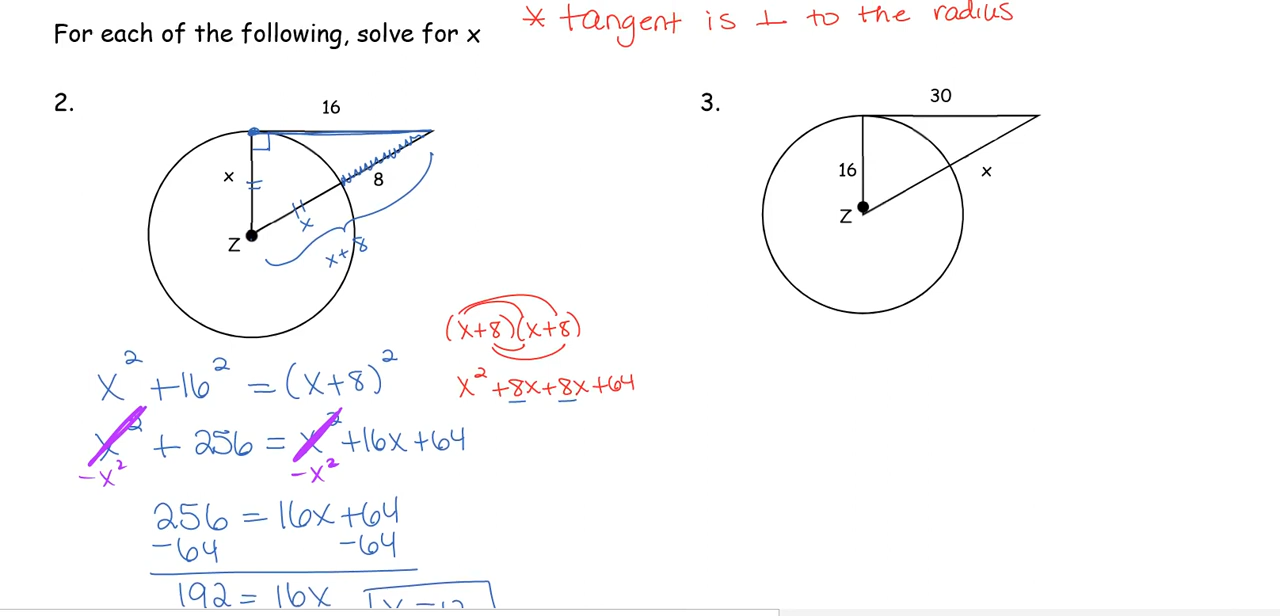 * tangent is ⊥ to the radius
For each of the following, solve for x
2.
16
x
8
x
Z
x+8
3.
30
16
x
Z
(x+8)(x+8)
x² +8x+8x+64
x² +16² = (x+8)²
x² + 256 = x² +16x+64
-x² -x²
256 = 16x+64
-64 -64
192 = 16x
x = 12